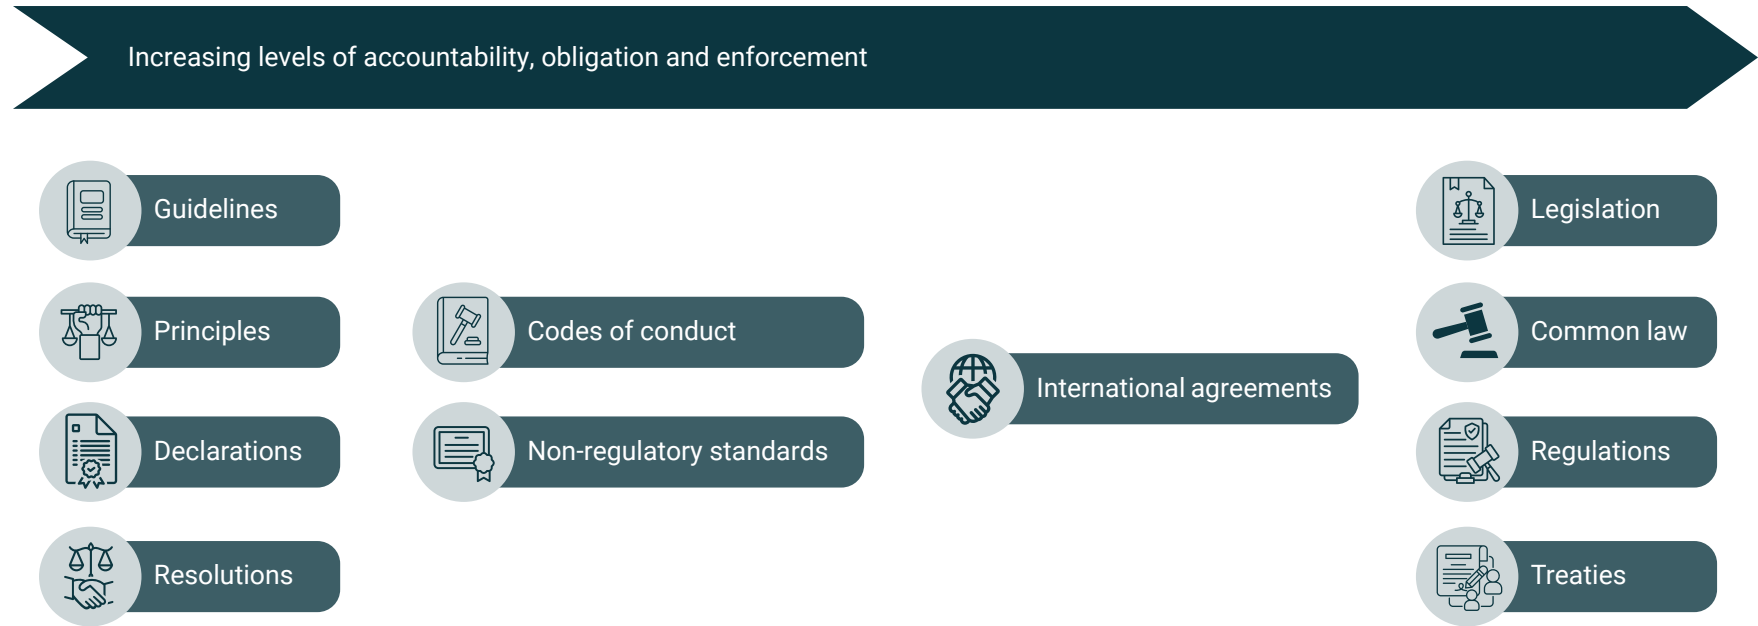 Increasing levels of accountability, obligation and enforcement
Guidelines
Principles
Declarations
Resolutions
Codes of conduct
Non-regulatory standards
International agreements
Legislation
Common law
Regulations
Treaties